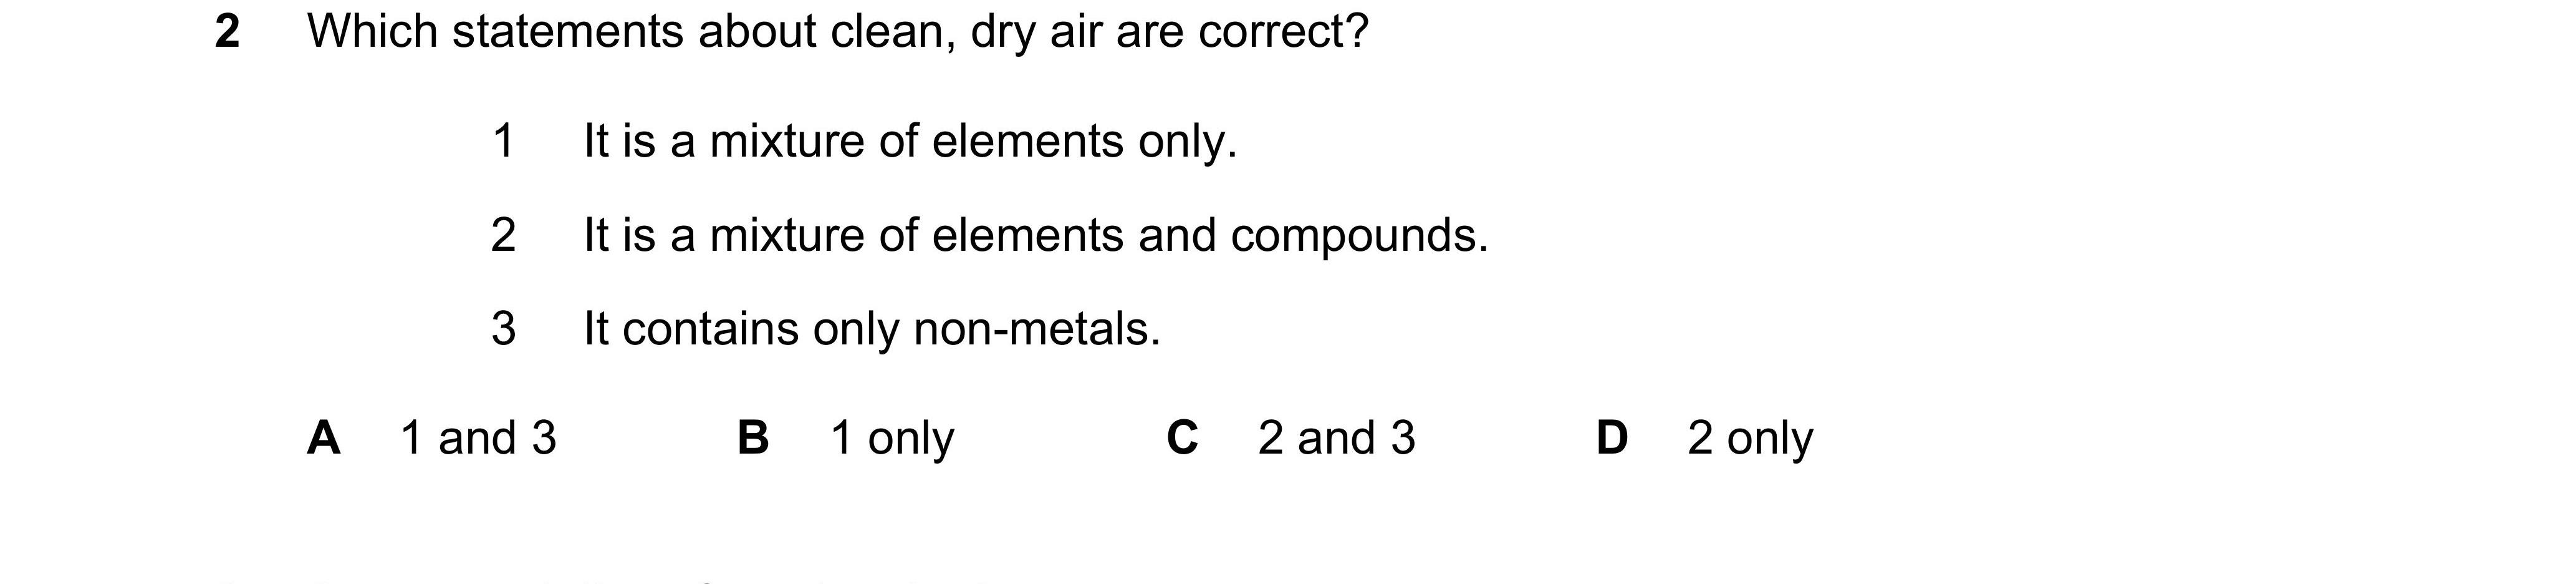 2 Which statements about clean, dry air are correct?
1 It is a mixture of elements only.
2 It is a mixture of elements and compounds.
3 It contains only non-metals.
A 1 and 3 B 1 only C 2 and 3 D 2 only